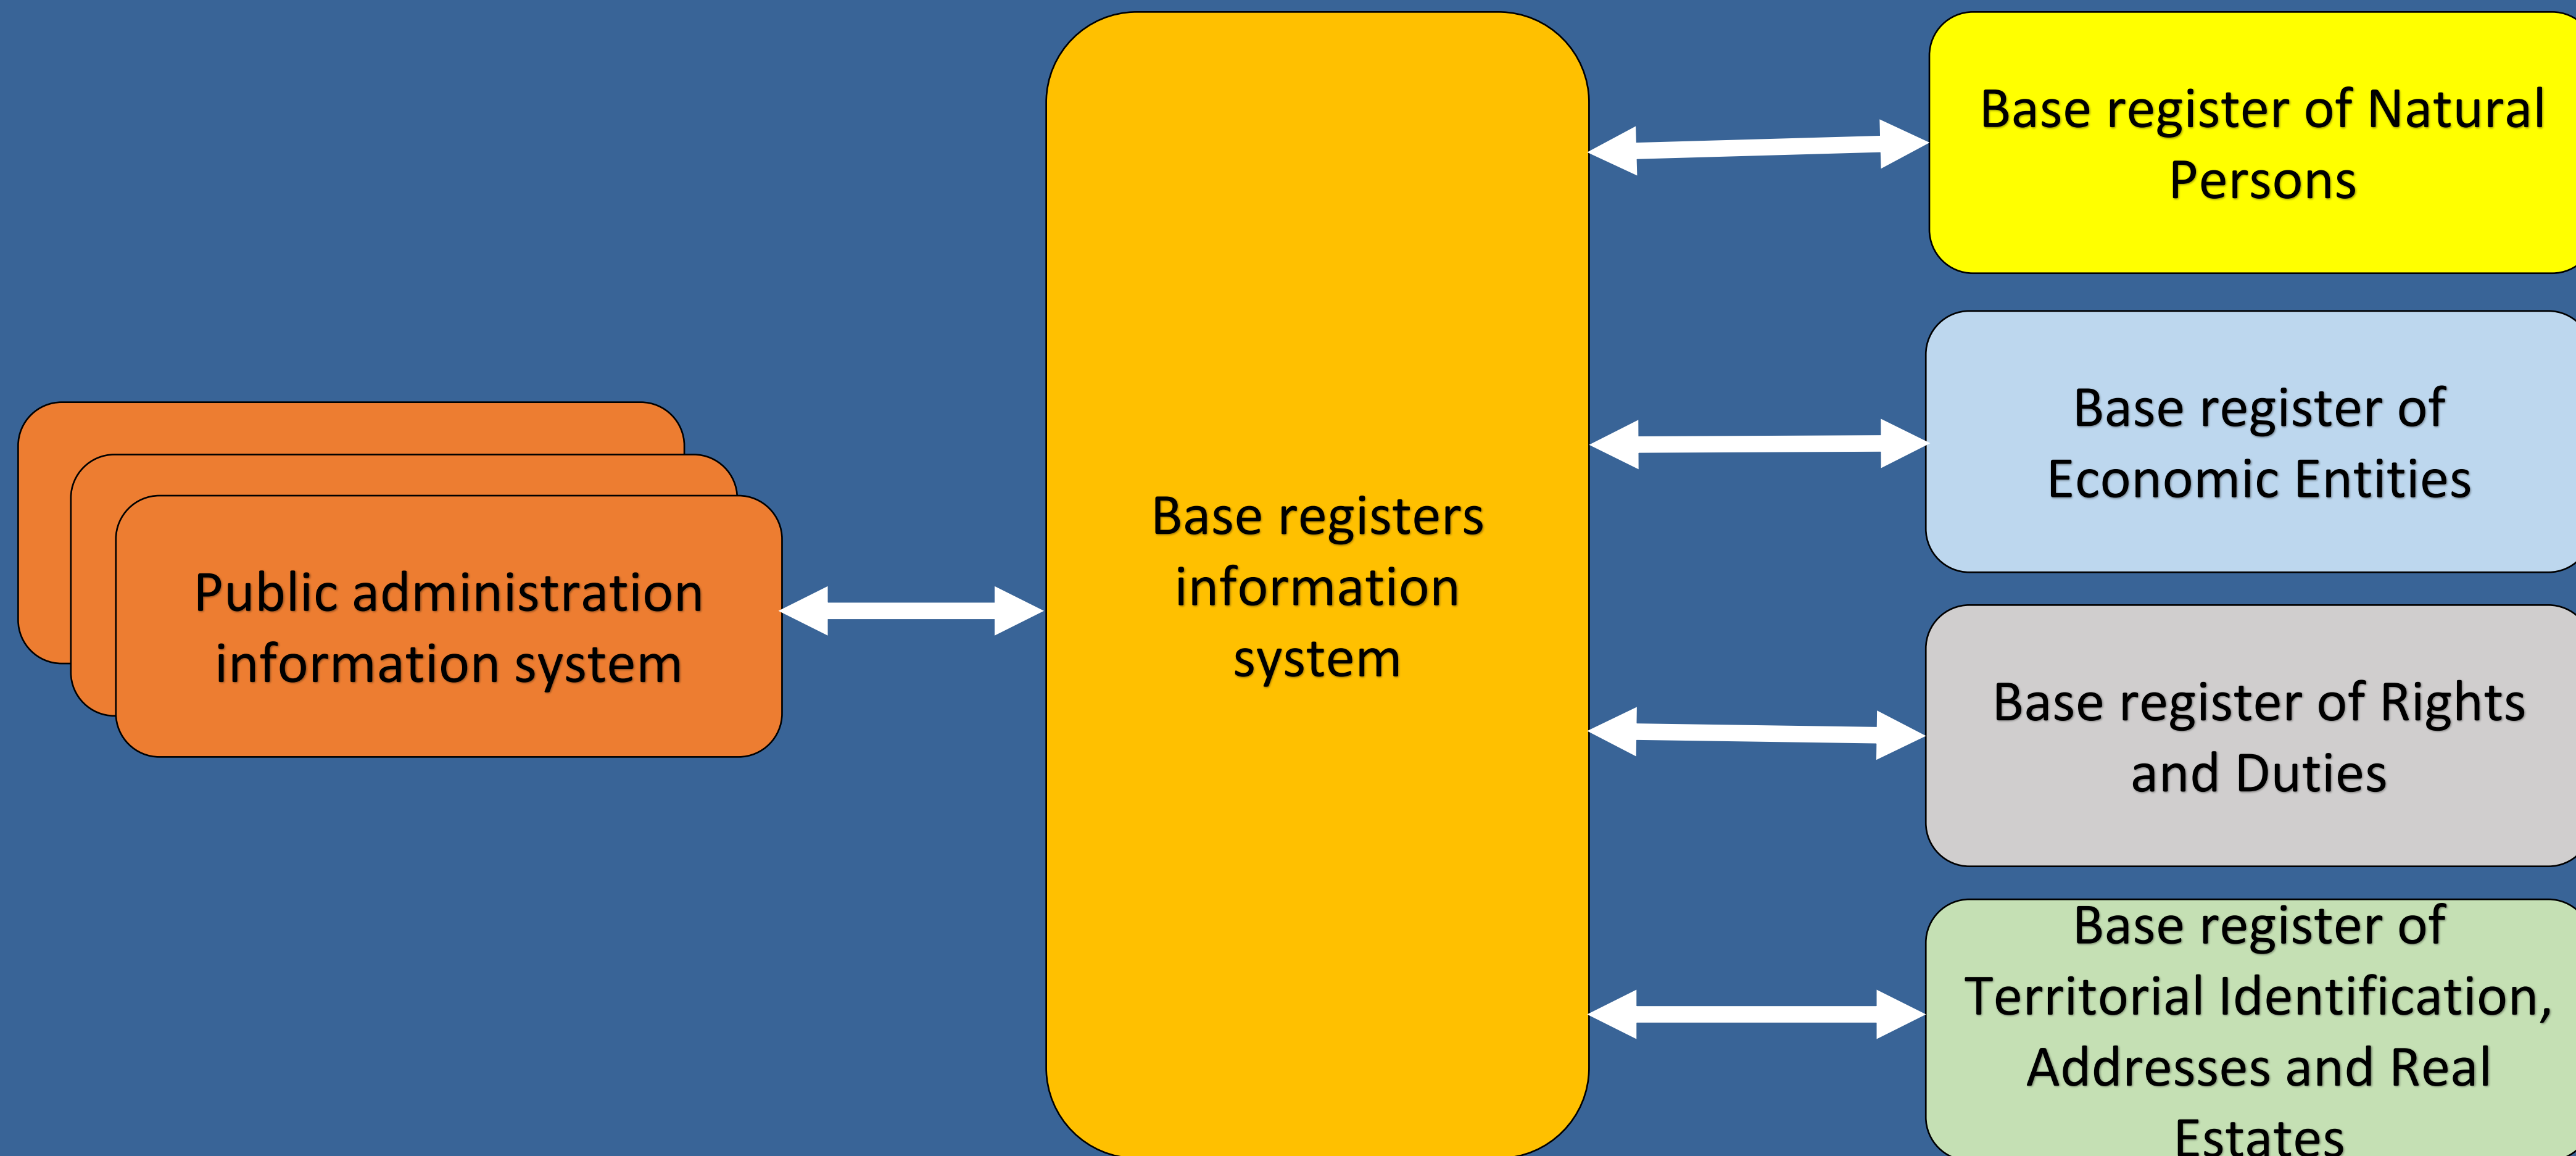 Public administration
information system
Base registers
information
system
Base register of Natural
Persons
Base register of
Economic Entities
Base register of Rights
and Duties
Base register of
Territorial Identification,
Addresses and Real
Estates